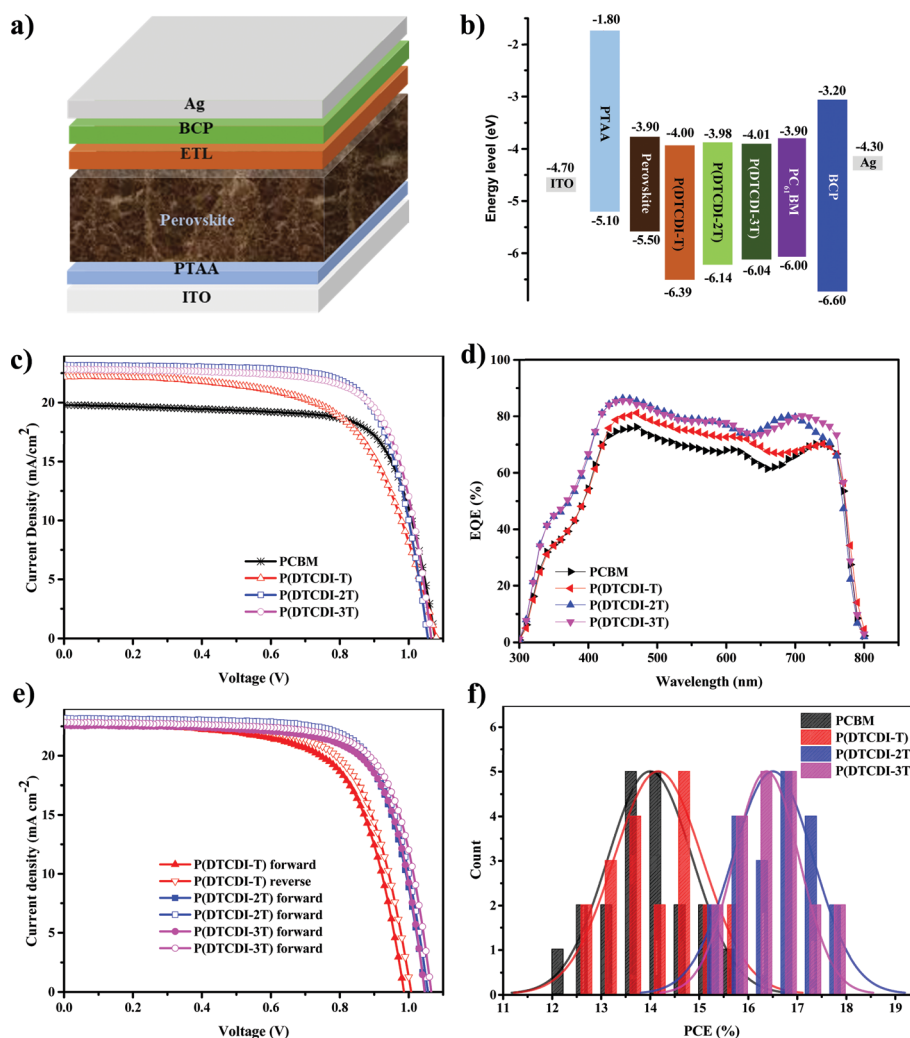 a)
Ag
BCP
ETL
Perovskite
PTAA
ITO
b)
Energy level (eV)
-2
-3
-4
-5
-6
-4.70
ITO
-1.80
PTAA
-5.10
-3.90
Perovskite
-5.50
-4.00
P(DTCDI-T)
-6.39
-3.98
P(DTCDI-2T)
-6.14
-4.01
P(DTCDI-3T)
-6.04
-3.90
PC61BM
-6.00
-3.20
BCP
-6.60
-4.30
Ag
c)
Current Density (mA/cm2)
20
15
10
5
0
PCBM
P(DTCDI-T)
P(DTCDI-2T)
P(DTCDI-3T)
0.0 0.2 0.4 0.6 0.8 1.0
Voltage (V)
d)
EQE (%)
100
80
60
40
20
0
PCBM
P(DTCDI-T)
P(DTCDI-2T)
P(DTCDI-3T)
300 400 500 600 700 800
Wavelength (nm)
e)
Current density (mA cm-2)
20
15
10
5
0
P(DTCDI-T) forward
P(DTCDI-T) reverse
P(DTCDI-2T) forward
P(DTCDI-2T) forward
P(DTCDI-3T) forward
P(DTCDI-3T) forward
0.0 0.2 0.4 0.6 0.8 1.0
Voltage (V)
f)
Count
6
5
4
3
2
1
0
PCBM
P(DTCDI-T)
P(DTCDI-2T
P(DTCDI-3T
11 12 13 14 15 16 17 18 19
PCE (%)